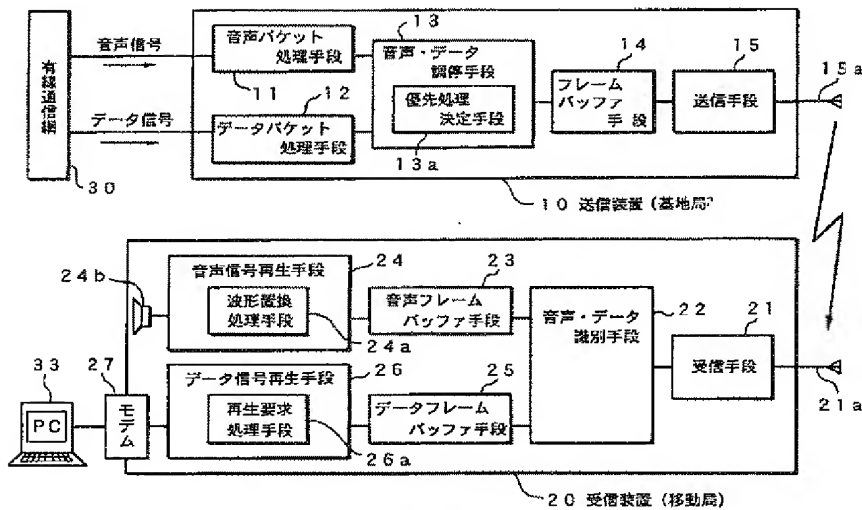 音声信号
音声パケット
処理手段
11
13
音声・データ
調停手段
優先処理
決定手段
13a
14
フレーム
バッファ
手段
15
送信手段
15a
有線通信網
30
データ信号
12
データパケット
処理手段
10 送信装置（基地局
24b
音声信号再生手段
24
波形置換
処理手段
24a
23
音声フレーム
バッファ手段
音声・データ
識別手段
22
21
受信手段
21a
33
PC
27
モデム
データ信号再生手段
26
再生要求
処理手段
26a
25
データフレーム
バッファ手段
20 受信装置（移動局）